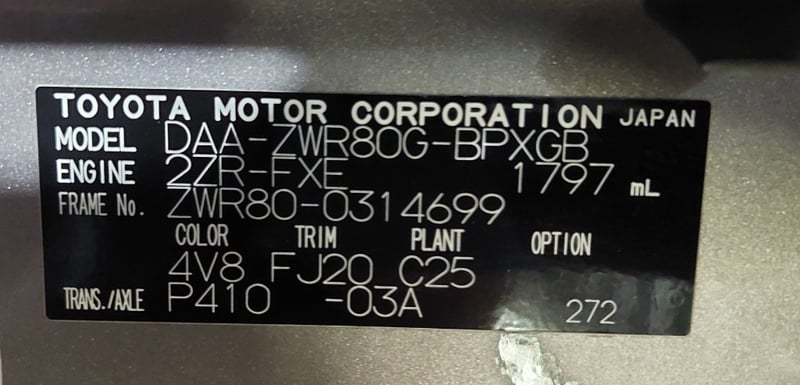 TOYOTA MOTOR CORPORATION JAPAN
MODEL DAA-ZWR80G-BPXGB
ENGINE 2ZR-FXE 1797 mL
FRAME No. ZWR80-0314699
COLOR TRIM PLANT OPTION
4V8 FJ20 C25
TRANS./AXLE P410 -03A 272